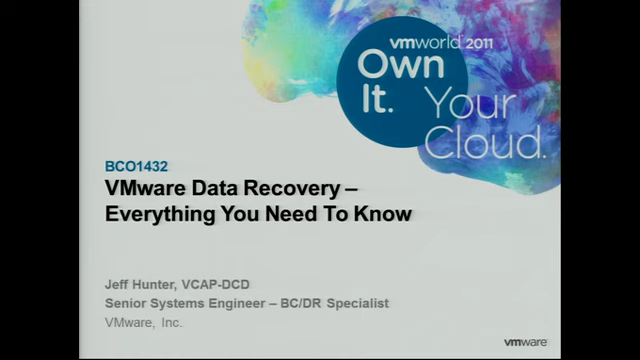 vmworld 2011
Own
It. Your
Cloud.
BCO1432
VMware Data Recovery –
Everything You Need To Know
Jeff Hunter, VCAP-DCD
Senior Systems Engineer – BC/DR Specialist
VMware, Inc.
vmware